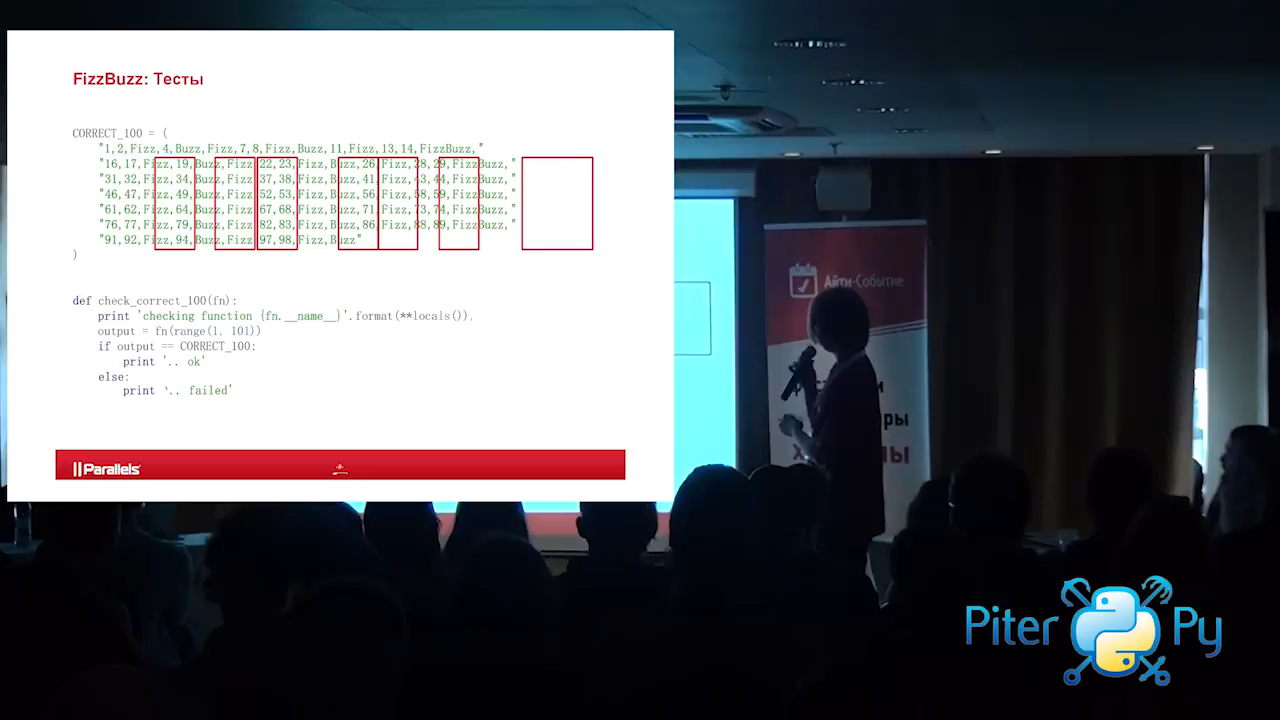 FizzBuzz: Тесты
CORRECT_100 = (
"1,2,Fizz,4,Buzz,Fizz,7,8,Fizz,Buzz,11,Fizz,13,14,FizzBuzz,"
"16,17,Fizz,19,Buzz,Fizz,22,23,Fizz,Buzz,26,Fizz,28,29,FizzBuzz,"
"31,32,Fizz,34,Buzz,Fizz,37,38,Fizz,Buzz,41,Fizz,43,44,FizzBuzz,"
"46,47,Fizz,49,Buzz,Fizz,52,53,Fizz,Buzz,56,Fizz,58,59,FizzBuzz,"
"61,62,Fizz,64,Buzz,Fizz,67,68,Fizz,Buzz,71,Fizz,73,74,FizzBuzz,"
"76,77,Fizz,79,Buzz,Fizz,82,83,Fizz,Buzz,86,Fizz,88,89,FizzBuzz,"
"91,92,Fizz,94,Buzz,Fizz,97,98,Fizz,Buzz"
)
def check_correct_100(fn):
print 'checking function {fn.__name__}'.format(**locals()),
output = fn(range(1, 101))
if output == CORRECT_100:
print '.. ok'
else:
print `.. failed'
Parallels
Айти-Событие
Piter Py